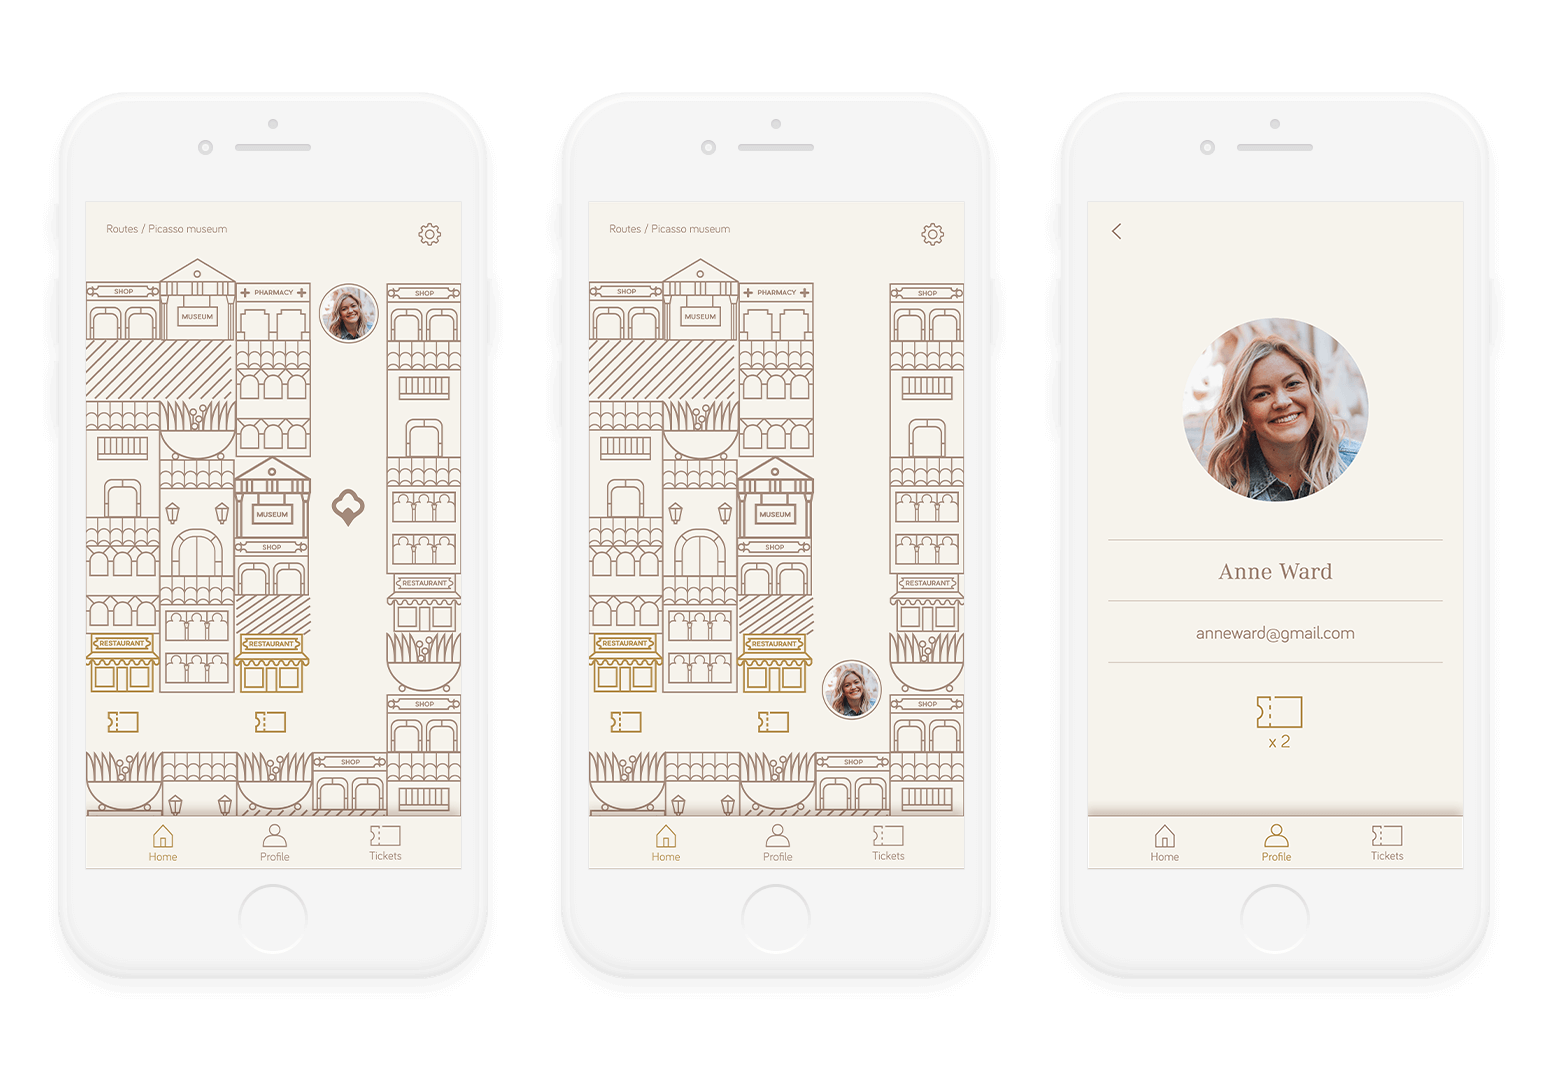 Routes / Picasso museum
SHOP
MUSEUM
PHARMACY
SHOP
MUSEUM
SHOP
RESTAURANT
RESTAURANT
RESTAURANT
SHOP
SHOP
Home
Profile
Tickets
Routes / Picasso museum
SHOP
MUSEUM
PHARMACY
SHOP
MUSEUM
SHOP
RESTAURANT
RESTAURANT
RESTAURANT
SHOP
SHOP
Home
Profile
Tickets
Anne Ward
anneward@gmail.com
x 2
Home
Profile
Tickets